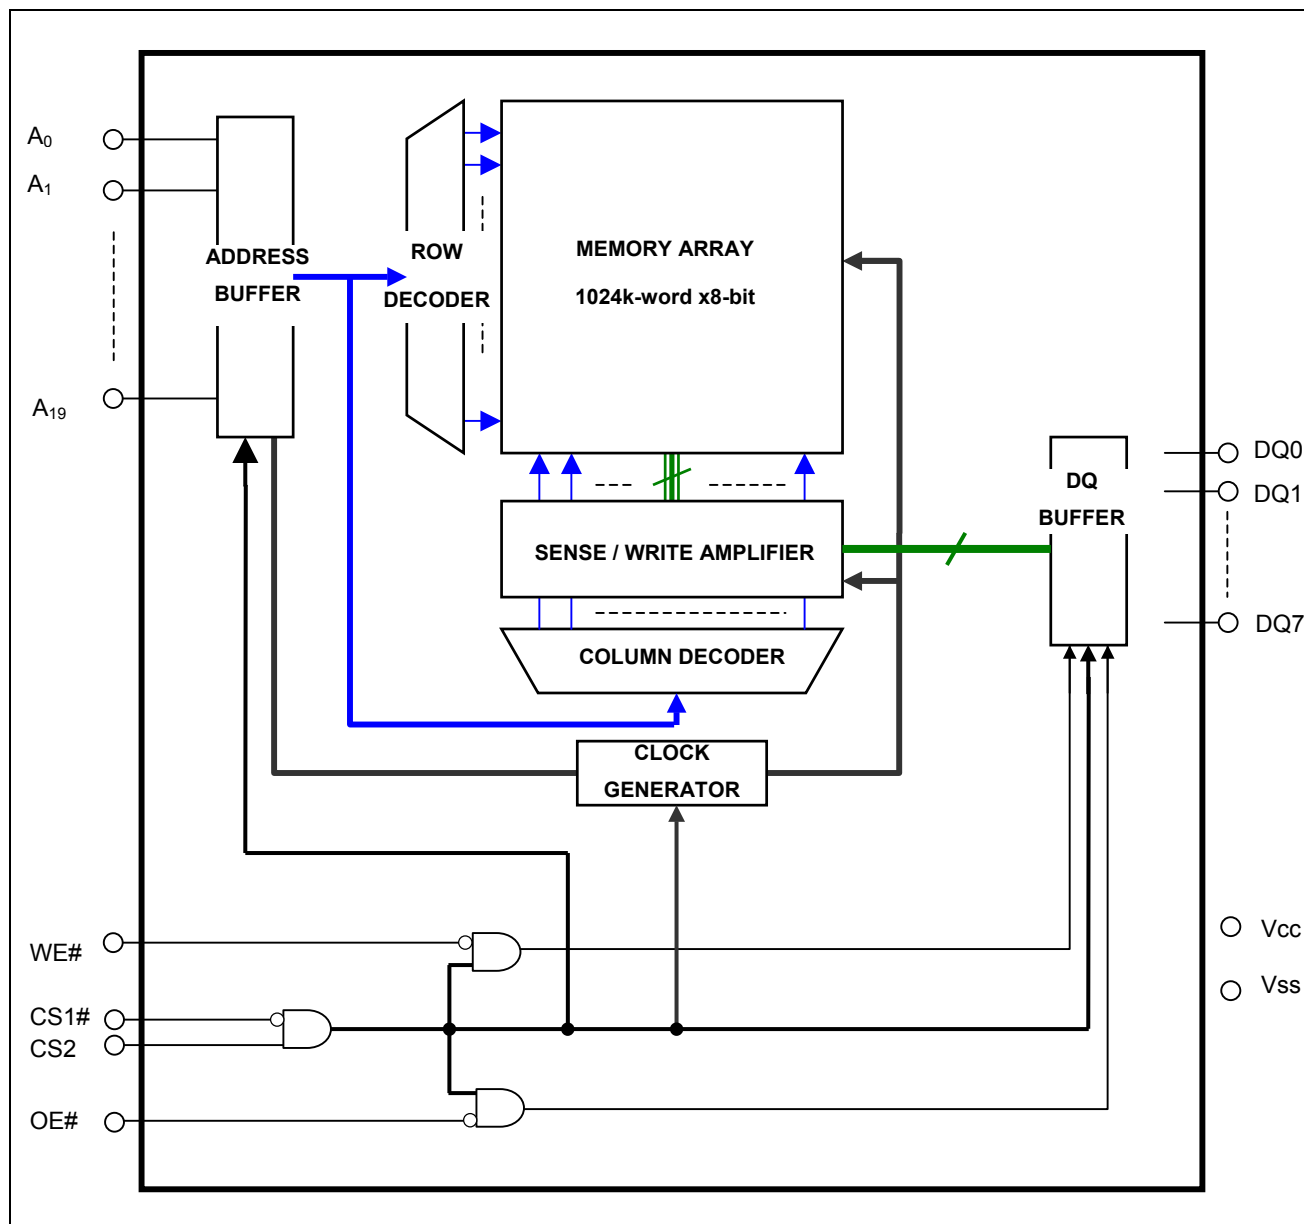 A0
A1
A19
ADDRESS
BUFFER
ROW
DECODER
MEMORY ARRAY
1024k-word x8-bit
SENSE / WRITE AMPLIFIER
COLUMN DECODER
CLOCK
GENERATOR
DQ
BUFFER
DQ0
DQ1
DQ7
WE#
CS1#
CS2
OE#
Vcc
Vss